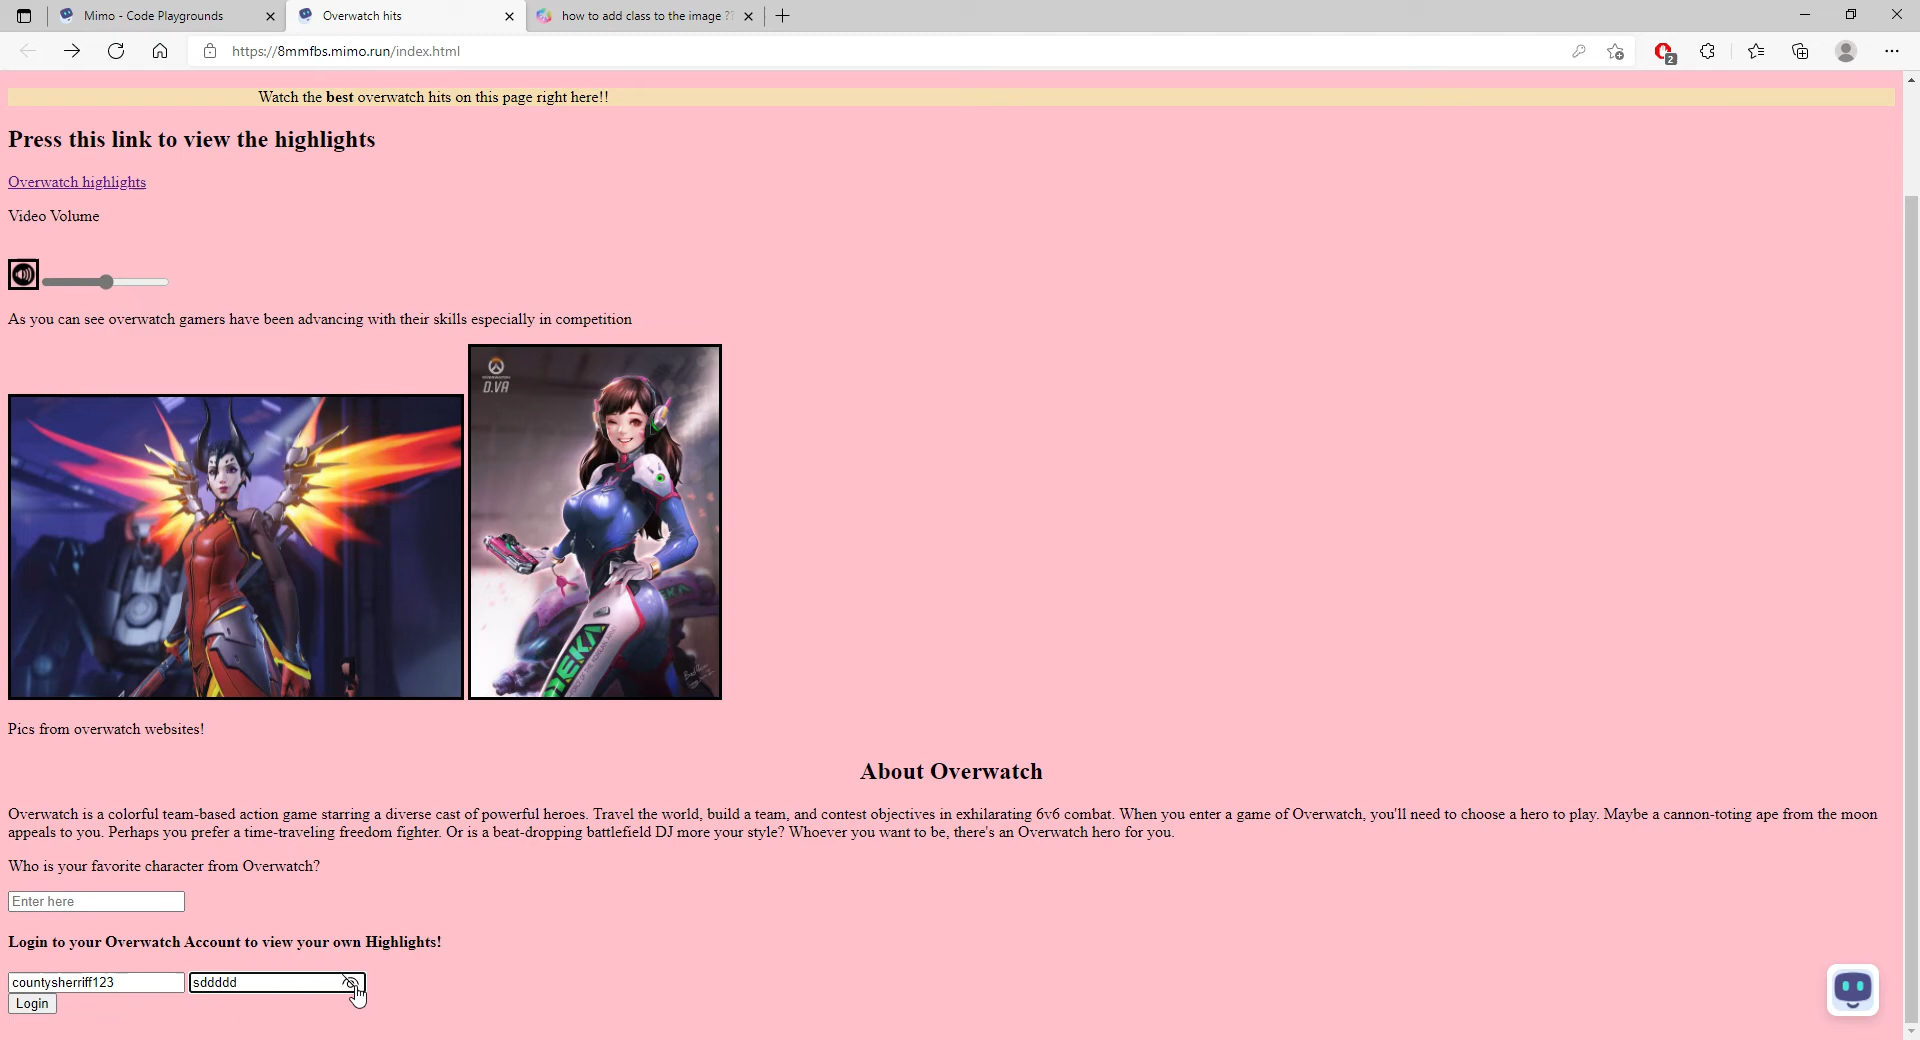 Mimo - Code Playgrounds
Overwatch hits
how to add class to the image ??
https://8mmfbs.mimo.run/index.html
2
Watch the best overwatch hits on this page right here!!
Press this link to view the highlights
Overwatch highlights
Video Volume
As you can see overwatch gamers have been advancing with their skills especially in competition
OVERWATCH
D.VA
MEKA
Pics from overwatch websites!
About Overwatch
Overwatch is a colorful team-based action game starring a diverse cast of powerful heroes. Travel the world, build a team, and contest objectives in exhilarating 6v6 combat. When you enter a game of Overwatch, you'll need to choose a hero to play. Maybe a cannon-toting ape from the moon
appeals to you. Perhaps you prefer a time-traveling freedom fighter. Or is a beat-dropping battlefield DJ more your style? Whoever you want to be, there's an Overwatch hero for you.
Who is your favorite character from Overwatch?
Enter here
Login to your Overwatch Account to view your own Highlights!
countysherriff123
sddddd
Login